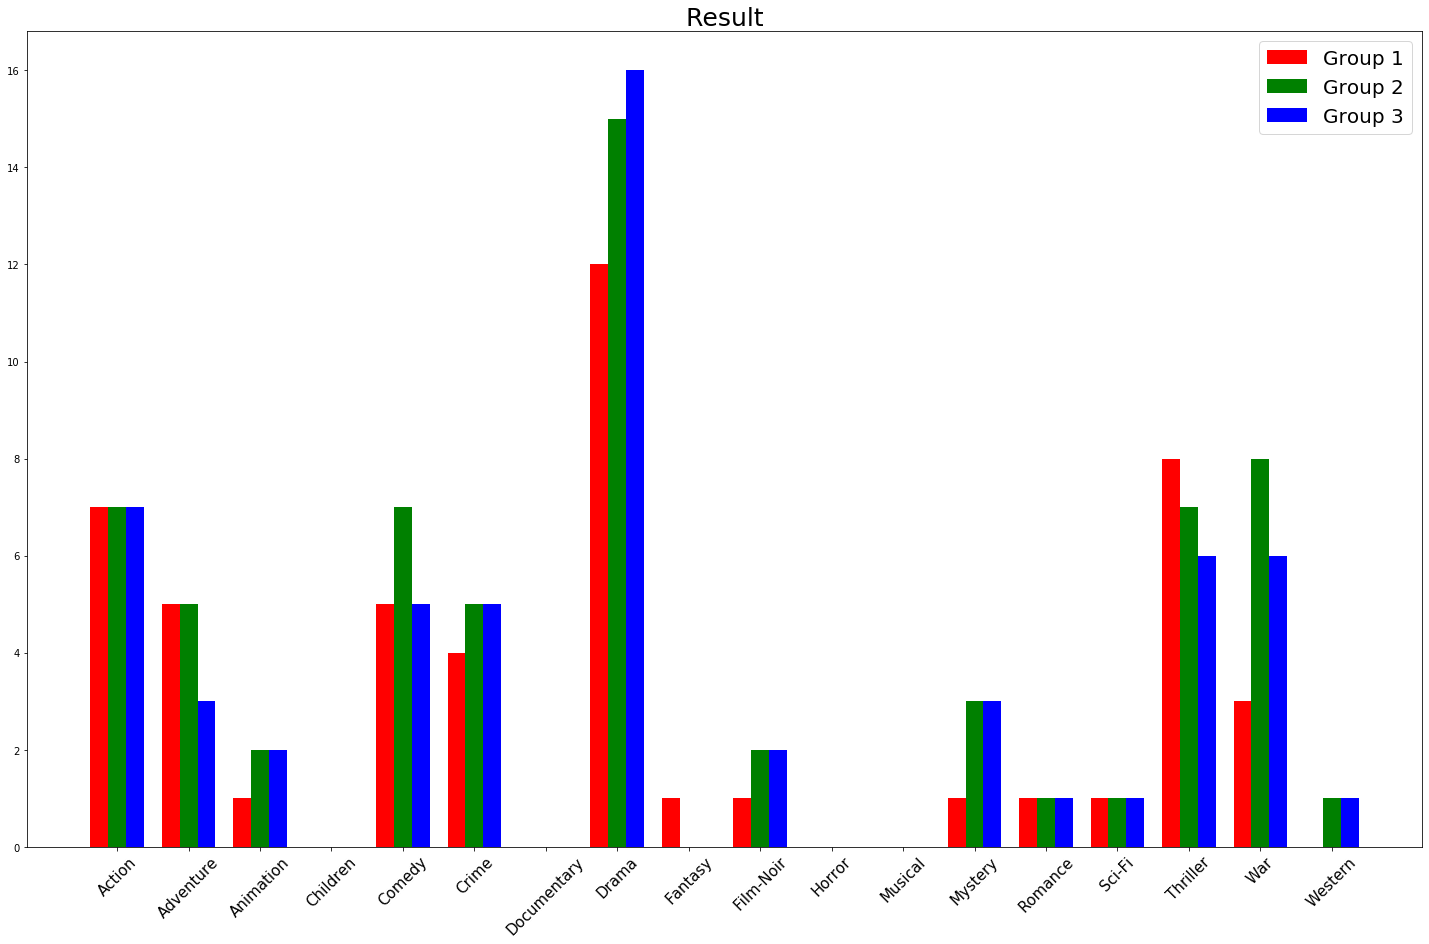 Result
Group 1
Group 2
Group 3
16
14
12
10
8
6
4
2
0
Action
Adventure
Animation
Children
Comedy
Crime
Documentary
Drama
Fantasy
Film-Noir
Horror
Musical
Mystery
Romance
Sci-Fi
Thriller
War
Western